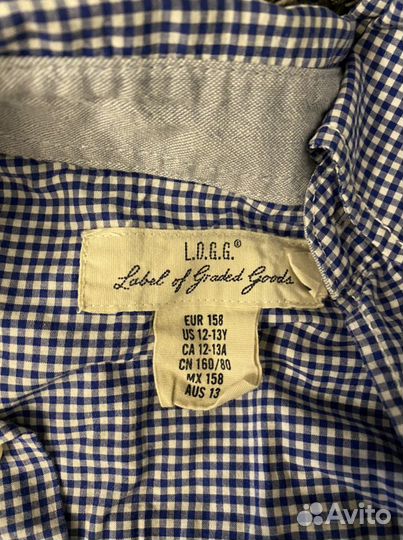 L.O.G.G.®
Label of Graded Goods
EUR 158
US 12-13Y
CA 12-13A
CN 160/80
MX 158
AUS 13
Avito